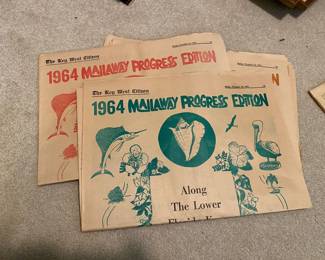 The Key West Citizen
1964 MAILAWAY PROGRESS EDITION
The Key West Citizen
1964 MAILAWAY PROGRESS EDITION
N
Along
The Lower